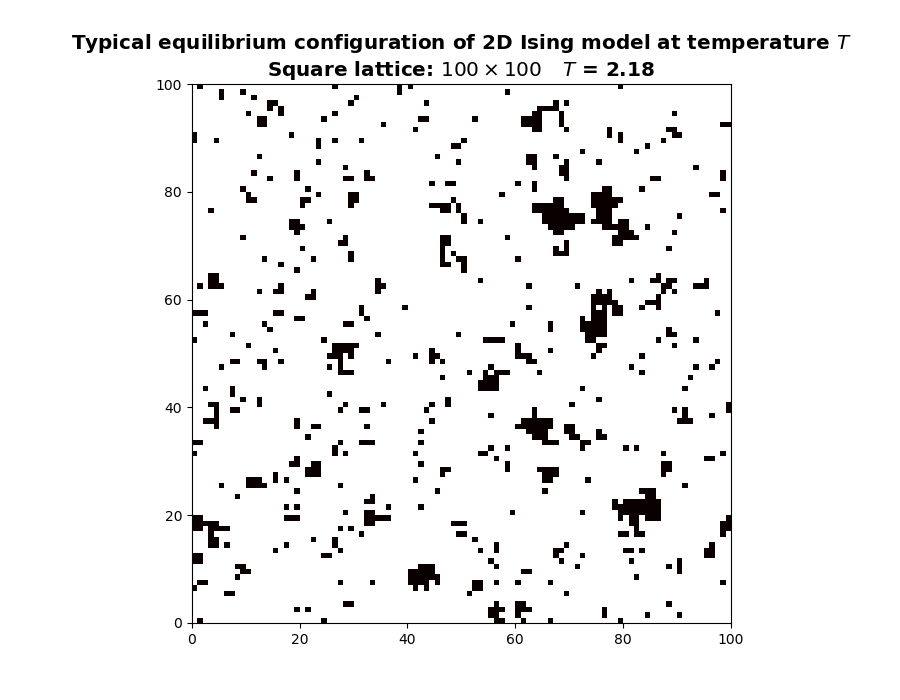 Typical equilibrium configuration of 2D Ising model at temperature T
Square lattice: 100 × 100 T = 2.18
100
80
60
40
20
0
0 20 40 60 80 100